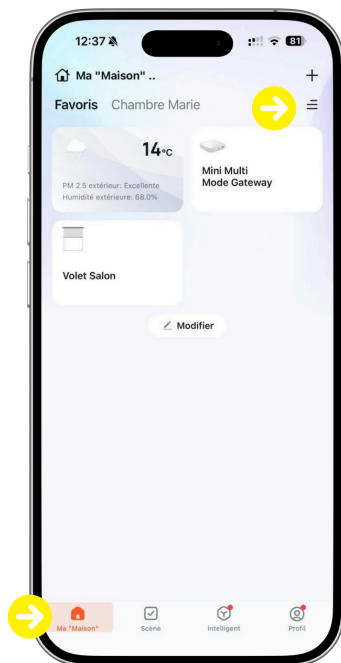 12:37
81
Ma "Maison" ..
Favoris Chambre Marie
14°C
PM 2.5 extérieur: Excellente
Humidité extérieure: 68.0%
Mini Multi
Mode Gateway
Volet Salon
Modifier
Ma "Maison" Scène Intelligent Profil